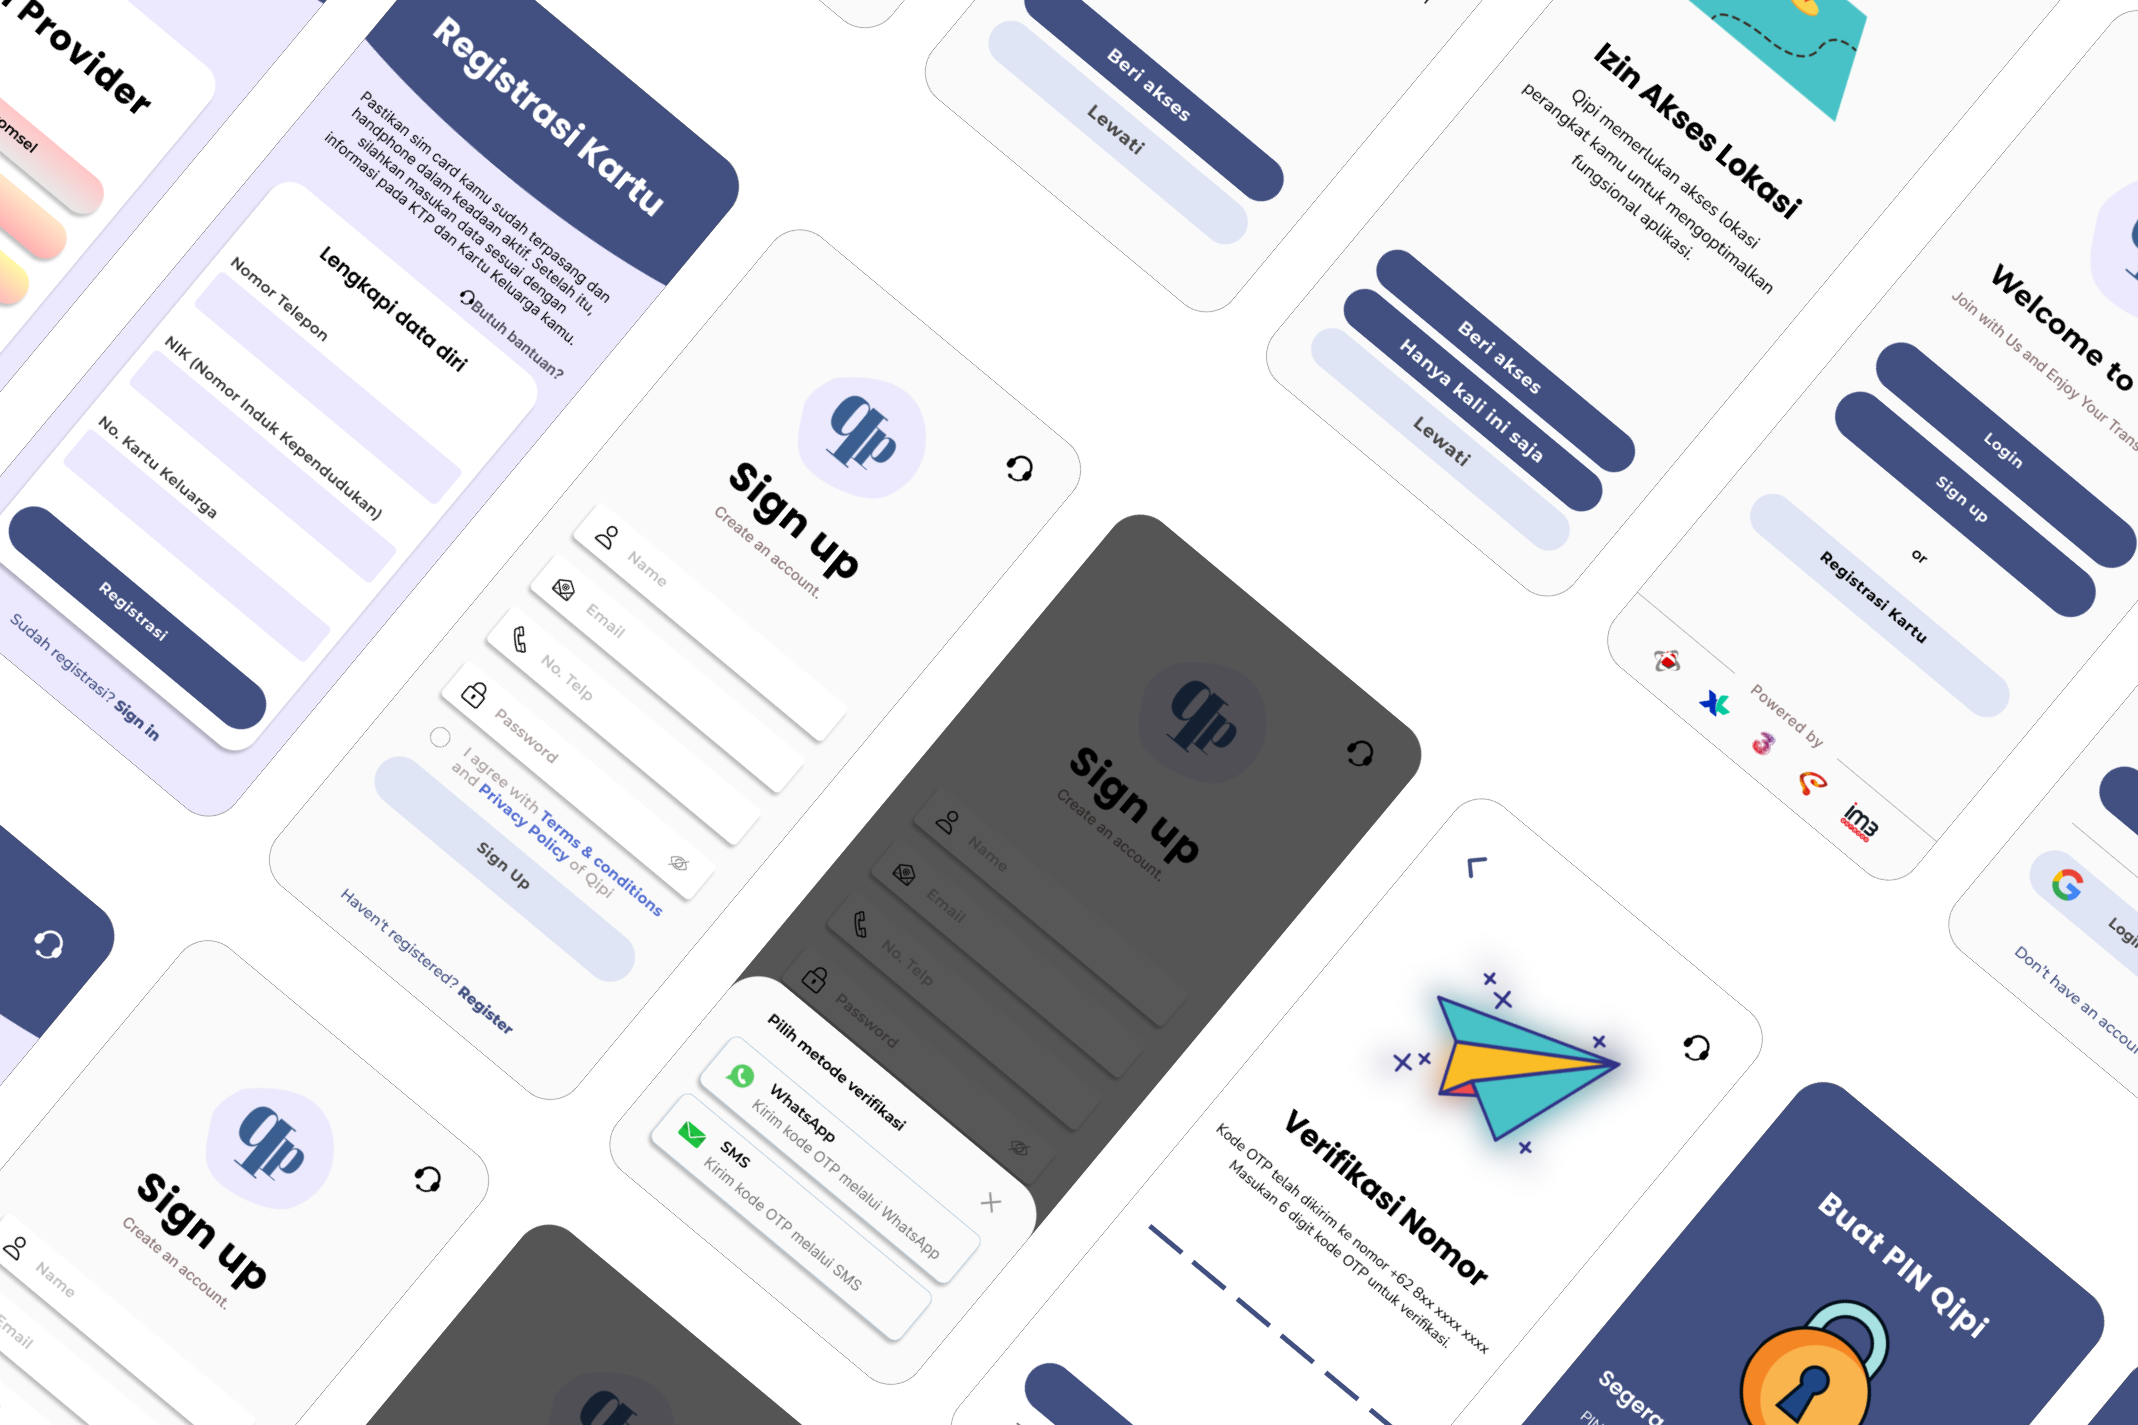 Provider
omsel
Registrasi Kartu
Pastikan sim card kamu sudah terpasang dan
handphone dalam keadaan aktif. Setelah itu,
silahkan masukan data sesuai dengan
informasi pada KTP dan Kartu Keluarga kamu.
Butuh bantuan?
Lengkapi data diri
Nomor Telepon
NIK (Nomor Induk Kependudukan)
No. Kartu Keluarga
Registrasi
Sudah registrasi? Sign in
qp
Sign up
Create an account.
Name
Email
No. Telp
Password
I agree with Terms & conditions
and Privacy Policy of Qipi
Sign Up
Haven't registered? Register
Beri akses
Lewati
Izin Akses Lokasi
Qipi memerlukan akses lokasi
perangkat kamu untuk mengoptimalkan
fungsional aplikasi.
Beri akses
Hanya kali ini saja
Lewati
Welcome to
Join with Us and Enjoy Your Trans
Login
Sign up
or
Registrasi Kartu
Powered by
3
im3
qp
Sign up
Create an account.
Name
Email
No. Telp
Password
Pilih metode verifikasi
WhatsApp
Kirim kode OTP melalui WhatsApp
SMS
Kirim kode OTP melalui SMS
Verifikasi Nomor
Kode OTP telah dikirim ke nomor +62 8xx xxxx xxxx
Masukan 6 digit kode OTP untuk verifikasi.
G
Login
Don't have an accou
Buat PIN Qipi
Segera
PIN
qp
Sign up
Create an account.
Name
Email